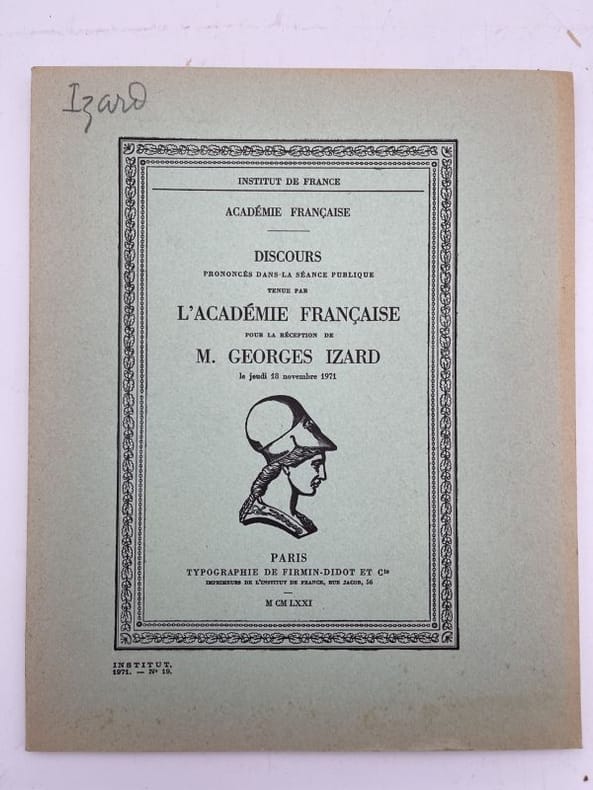 Izard
INSTITUT DE FRANCE
ACADÉMIE FRANÇAISE
DISCOURS
PRONONCÉS DANS LA SÉANCE PUBLIQUE
TENUE PAR
L'ACADÉMIE FRANÇAISE
POUR LA RÉCEPTION DE
M. GEORGES IZARD
le jeudi 18 novembre 1971
PARIS
TYPOGRAPHIE DE FIRMIN-DIDOT ET Cie
IMPRIMEURS DE L'INSTITUT DE FRANCE, RUE JACOB, 56
M CM LXXI
INSTITUT.
1971. — N° 19.